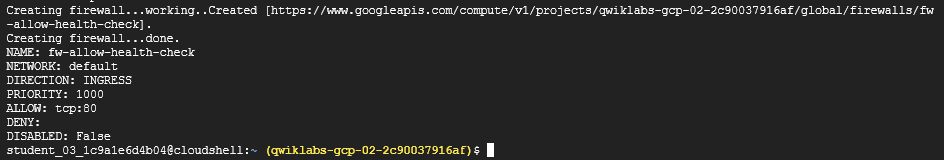 Creating firewall...working..Created [https://www.googleapis.com/compute/v1/projects/qwiklabs-gcp-02-2c90037916af/global/firewalls/fw
-allow-health-check].
Creating firewall...done.
NAME: fw-allow-health-check
NETWORK: default
DIRECTION: INGRESS
PRIORITY: 1000
ALLOW: tcp:80
DENY:
DISABLED: False
student_03_1c9a1e6d4b04@cloudshell:~ (qwiklabs-gcp-02-2c90037916af)$